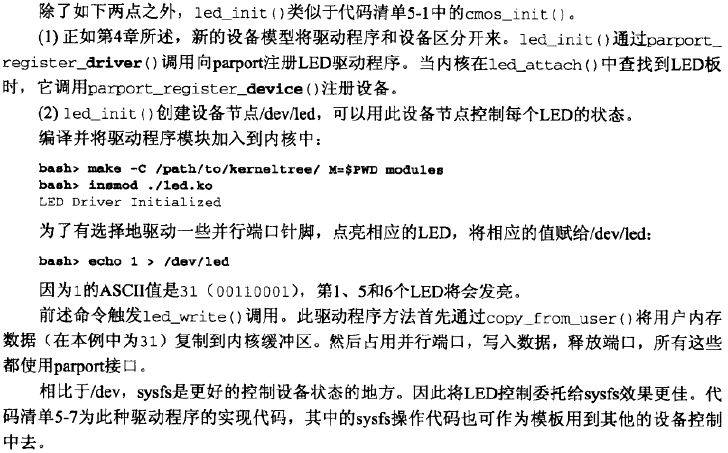 除了如下两点之外，led_init()类似于代码清单5-1中的cmos_init()。
(1) 正如第4章所述，新的设备模型将驱动程序和设备区分开来。led_init()通过parport_
register_driver()调用向parport注册LED驱动程序。当内核在led_attach()中查找到LED板
时，它调用parport_register_device()注册设备。
(2) led_init()创建设备节点/dev/led，可以用此设备节点控制每个LED的状态。
编译并将驱动程序模块加入到内核中：
bash> make -C /path/to/kerneltree/ M=$PWD modules
bash> insmod ./led.ko
LED Driver Initialized
为了有选择地驱动一些并行端口针脚，点亮相应的LED，将相应的值赋给/dev/led：
bash> echo 1 > /dev/led
因为1的ASCII值是31（00110001），第1、5和6个LED将会发亮。
前述命令触发led_write()调用。此驱动程序方法首先通过copy_from_user()将用户内存
数据（在本例中为31）复制到内核缓冲区。然后占用并行端口，写入数据，释放端口，所有这些
都使用parport接口。
相比于/dev，sysfs是更好的控制设备状态的地方。因此将LED控制委托给sysfs效果更佳。代
码清单5-7为此种驱动程序的实现代码，其中的sysfs操作代码也可作为模板用到其他的设备控制
中去。